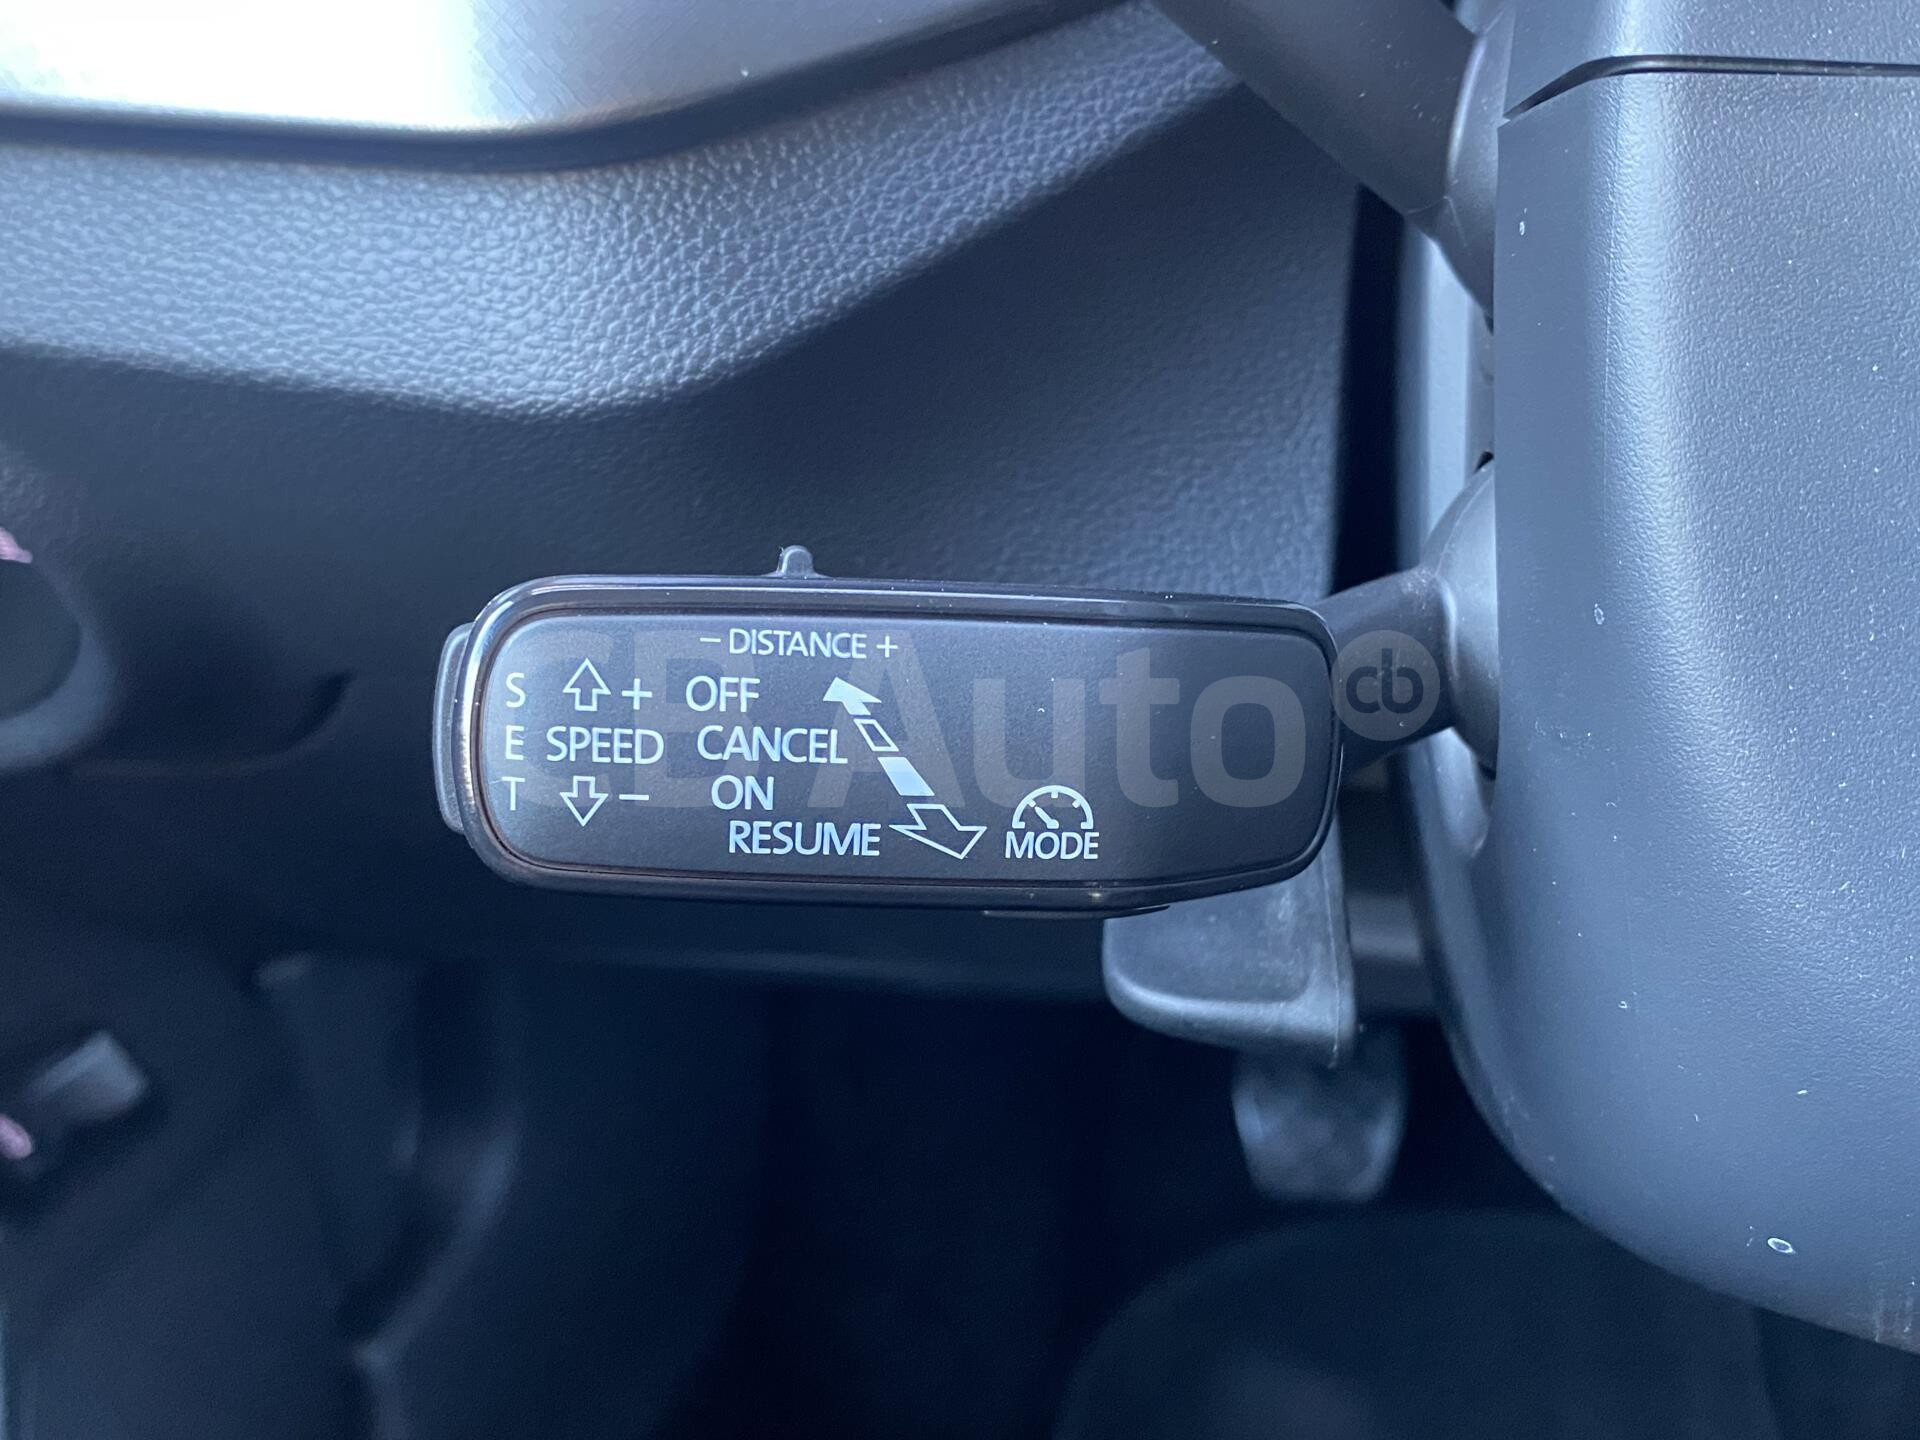 − DISTANCE +
S + OFF
E SPEED CANCEL
T − ON
RESUME MODE
CB Auto cb